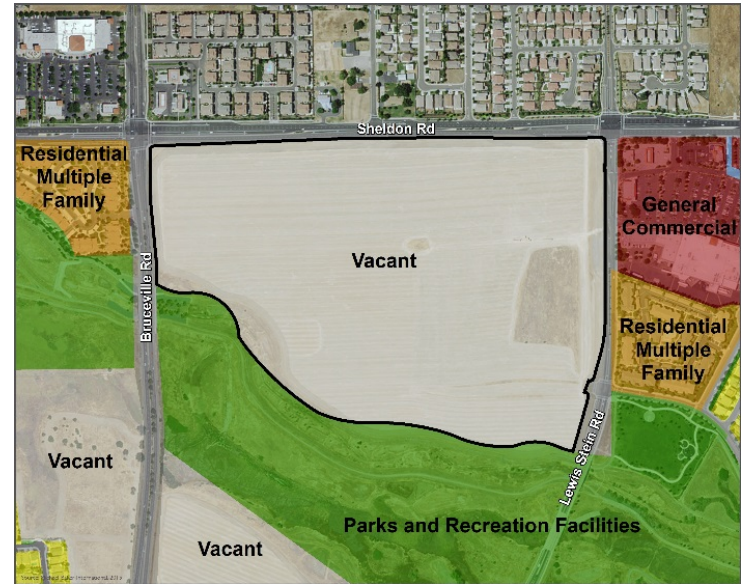 Sheldon Rd
Residential
Multiple
Family
General
Commercial
Bruceville Rd
Vacant
Residential
Multiple
Family
Lewis Stein Rd
Vacant
Parks and Recreation Facilities
Vacant